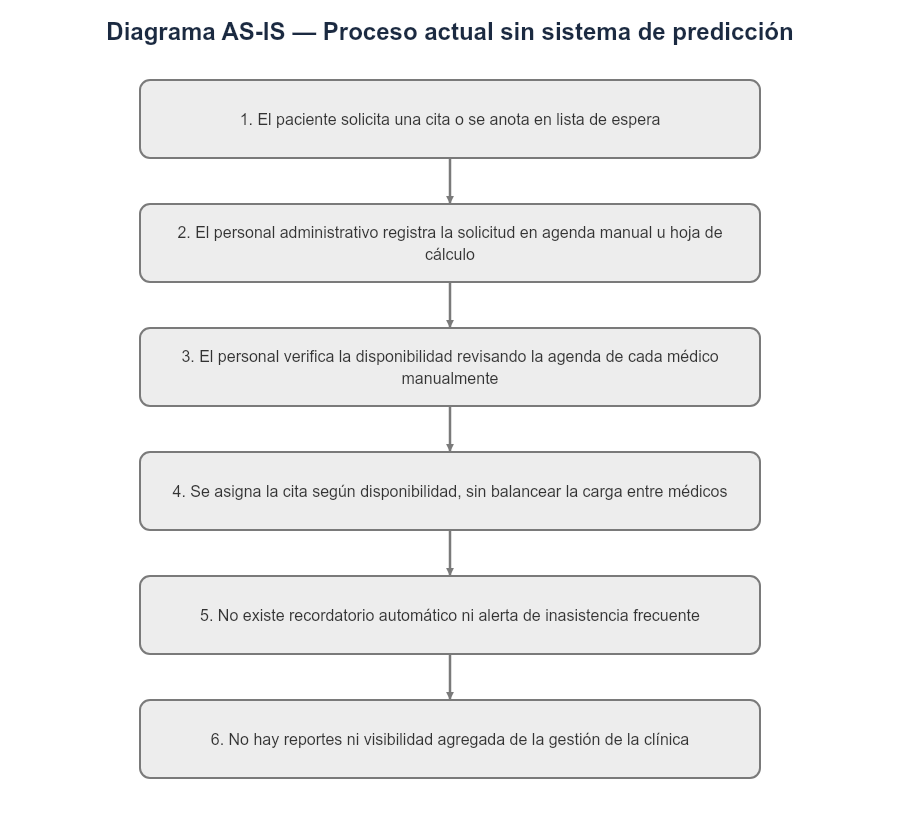 Diagrama AS-IS — Proceso actual sin sistema de predicción
1. El paciente solicita una cita o se anota en lista de espera
2. El personal administrativo registra la solicitud en agenda manual u hoja de
cálculo
3. El personal verifica la disponibilidad revisando la agenda de cada médico
manualmente
4. Se asigna la cita según disponibilidad, sin balancear la carga entre médicos
5. No existe recordatorio automático ni alerta de inasistencia frecuente
6. No hay reportes ni visibilidad agregada de la gestión de la clínica